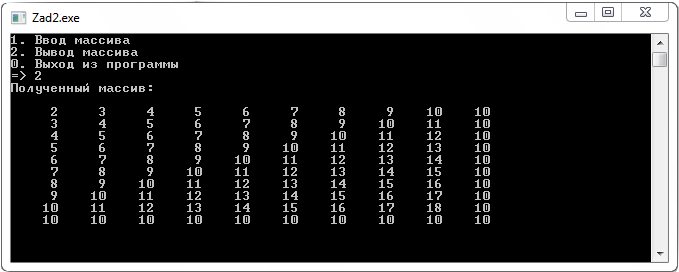 Zad2.exe
1. Ввод массива
2. Вывод массива
0. Выход из программы
=> 2
Полученный массив:
2 3 4 5 6 7 8 9 10 10
3 4 5 6 7 8 9 10 11 10
4 5 6 7 8 9 10 11 12 10
5 6 7 8 9 10 11 12 13 10
6 7 8 9 10 11 12 13 14 10
7 8 9 10 11 12 13 14 15 10
8 9 10 11 12 13 14 15 16 10
9 10 11 12 13 14 15 16 17 10
10 11 12 13 14 15 16 17 18 10
10 10 10 10 10 10 10 10 10 10